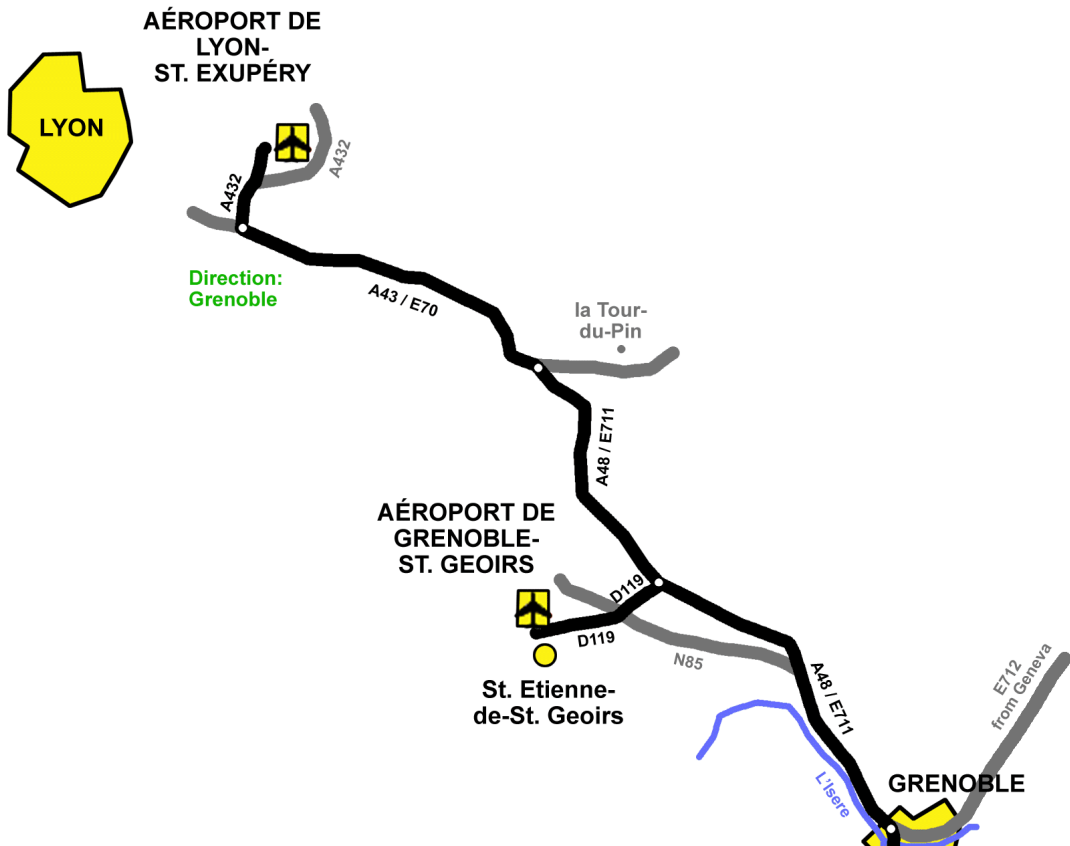 AÉROPORT DE
LYON-
ST. EXUPÉRY
LYON
A432
A432
Direction:
Grenoble
A43 / E70
la Tour-
du-Pin
A48 / E711
AÉROPORT DE
GRENOBLE-
ST. GEOIRS
D119
D119
N85
St. Etienne-
de-St. Geoirs
A48 / E711
E712
from Geneva
L'Isere
GRENOBLE